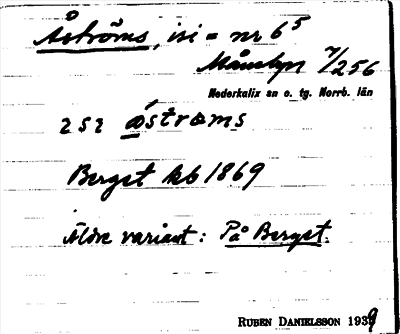 Åströms, isi = nr 6⁵
Månsbyn 7/256
Nederkalix sn o. tg. Norrb. län
252 åströms
Berget kb 1869
Äldre variant: På Berget.
RUBEN DANIELSSON 1939